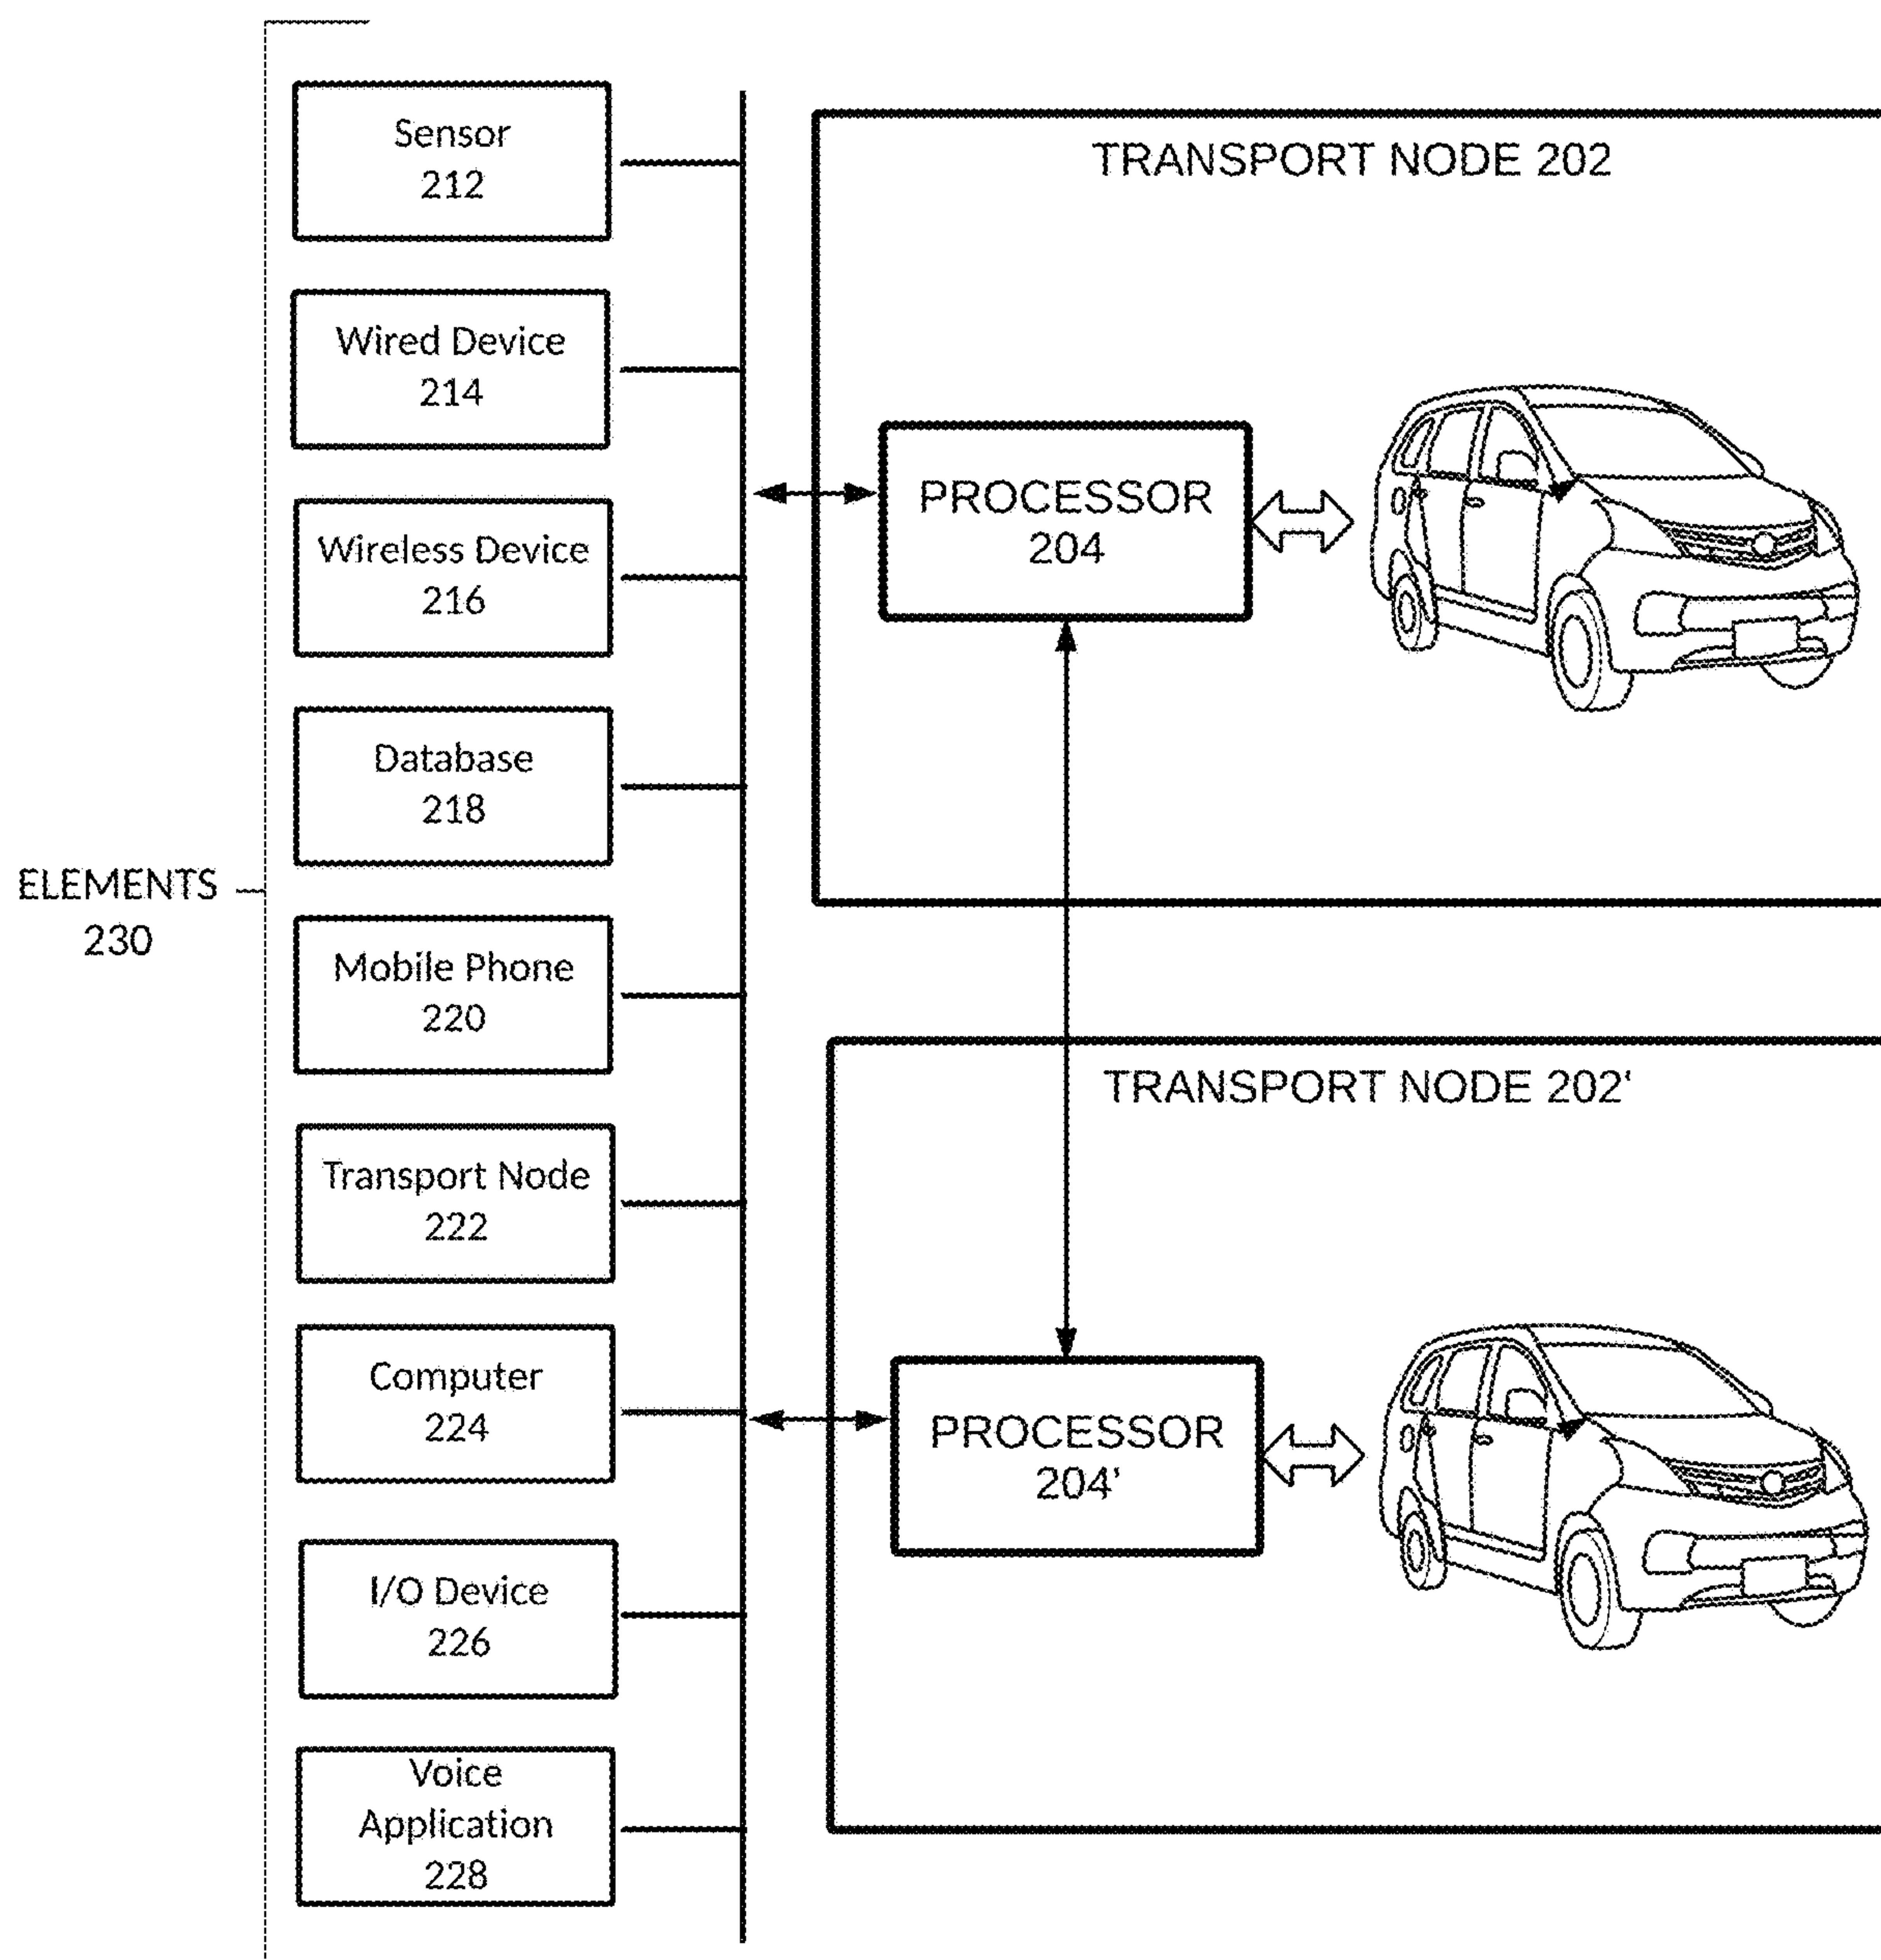 Sensor
212
Wired Device
214
Wireless Device
216
Database
218
ELEMENTS
230
Mobile Phone
220
Transport Node
222
Computer
224
I/O Device
226
Voice
Application
228
TRANSPORT NODE 202
PROCESSOR
204
TRANSPORT NODE 202'
PROCESSOR
204'